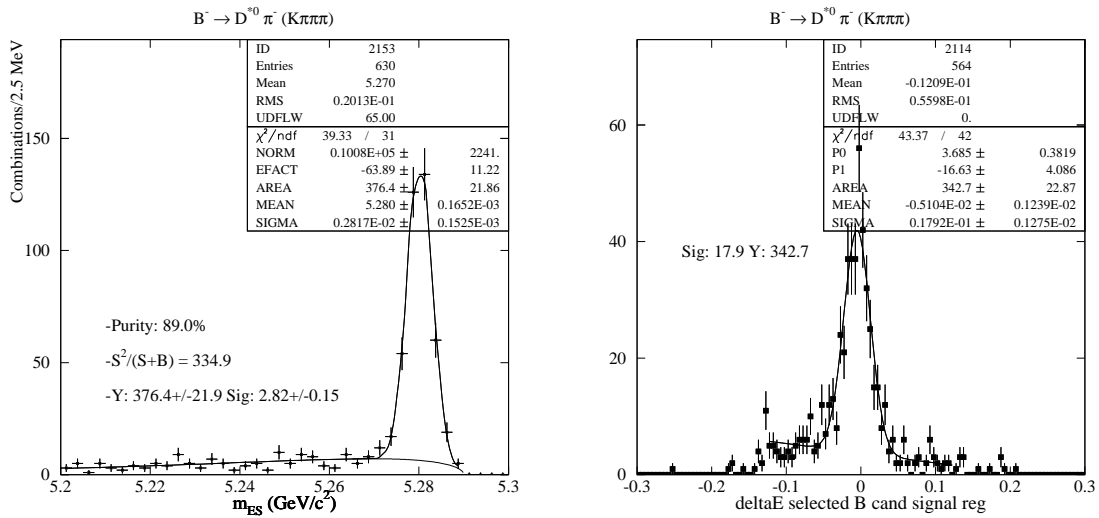 B⁻ → D*⁰ π⁻ (Kπππ)
Combinations/2.5 MeV
ID 2153
Entries 630
Mean 5.270
RMS 0.2013E-01
UDFLW 65.00
χ²/ndf 39.33 / 31
NORM 0.1008E+05 ± 2241.
EFACT -63.89 ± 11.22
AREA 376.4 ± 21.86
MEAN 5.280 ± 0.1652E-03
SIGMA 0.2817E-02 ± 0.1525E-03
150
100
50
0
-Purity: 89.0%
-S²/(S+B) = 334.9
-Y: 376.4+/-21.9 Sig: 2.82+/-0.15
5.2 5.22 5.24 5.26 5.28 5.3
m_ES (GeV/c²)
B⁻ → D*⁰ π⁻ (Kπππ)
ID 2114
Entries 564
Mean -0.1209E-01
RMS 0.5598E-01
UDFLW 0.
χ²/ndf 43.37 / 42
P0 3.685 ± 0.3819
P1 -16.63 ± 4.086
AREA 342.7 ± 22.87
MEAN -0.5104E-02 ± 0.1239E-02
SIGMA 0.1792E-01 ± 0.1275E-02
60
40
20
0
Sig: 17.9 Y: 342.7
-0.3 -0.2 -0.1 0 0.1 0.2 0.3
deltaE selected B cand signal reg